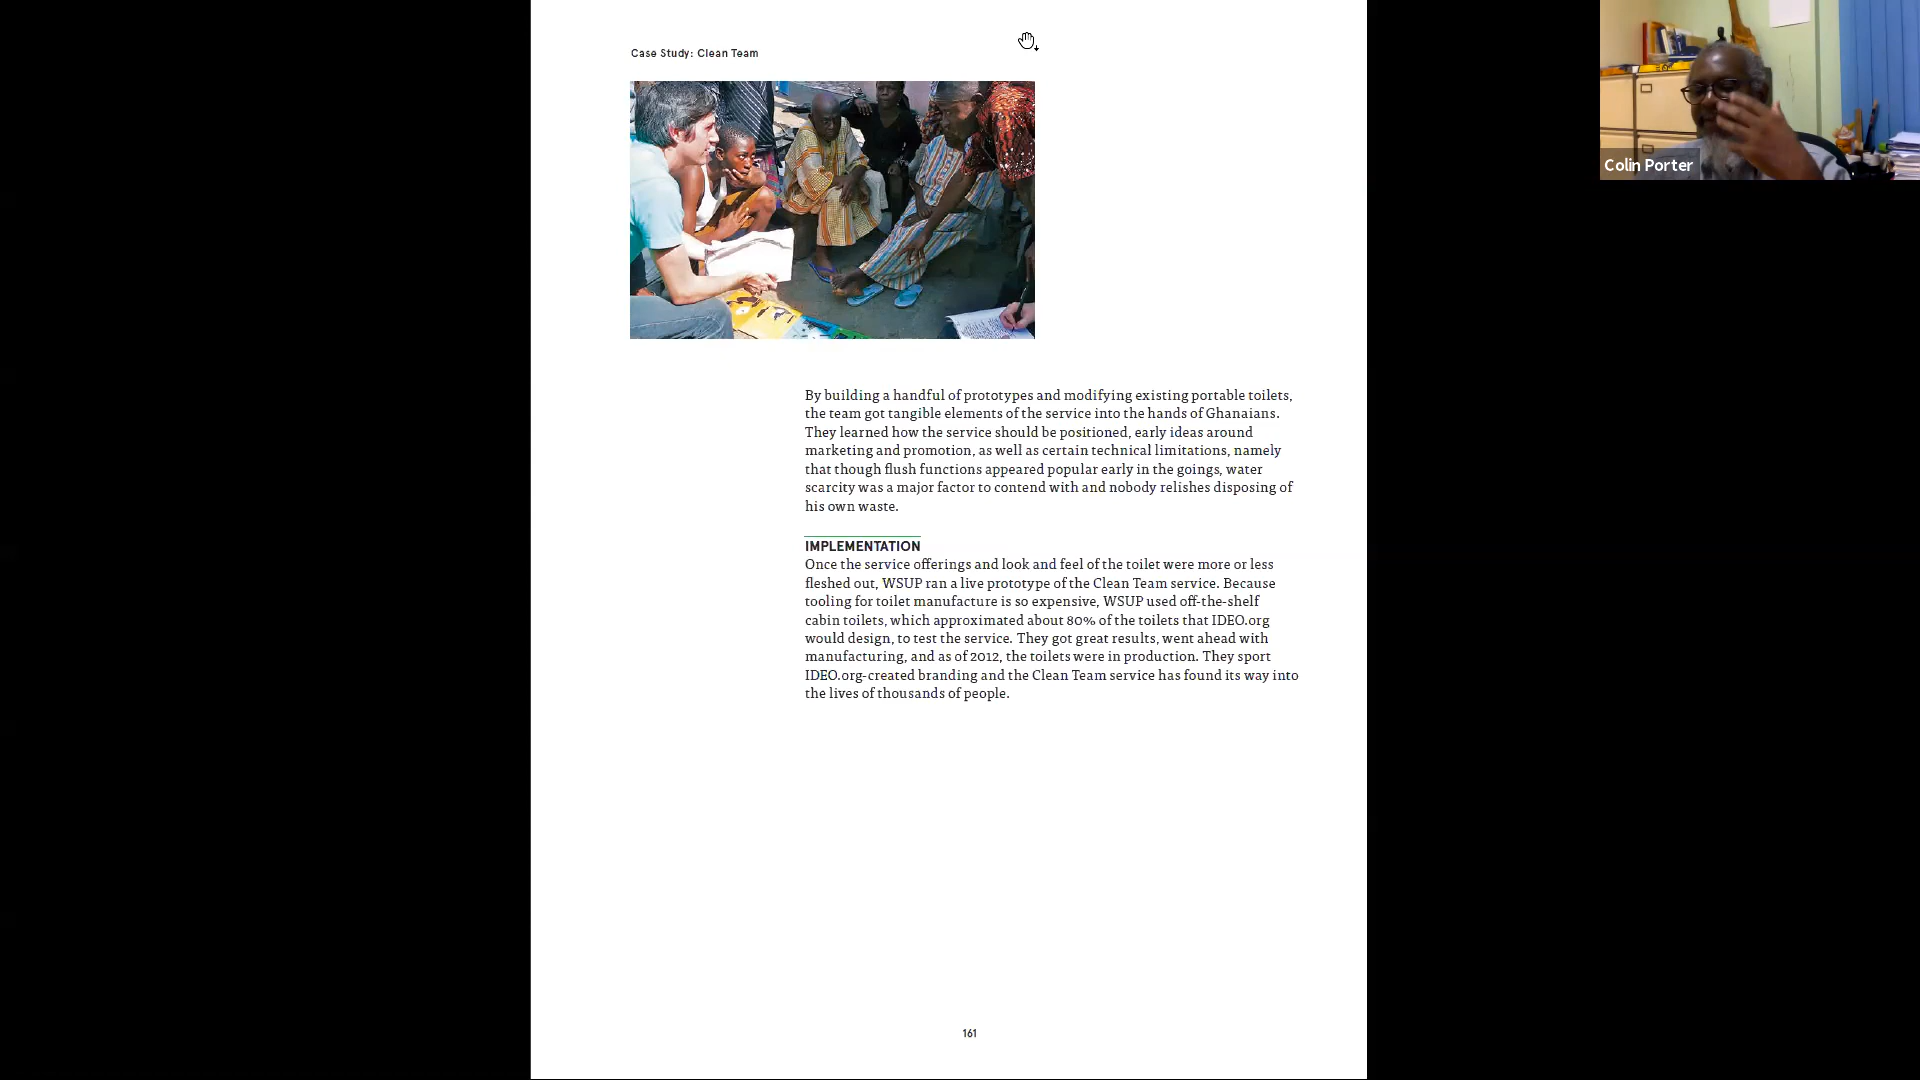 Case Study: Clean Team
Colin Porter
By building a handful of prototypes and modifying existing portable toilets,
the team got tangible elements of the service into the hands of Ghanaians.
They learned how the service should be positioned, early ideas around
marketing and promotion, as well as certain technical limitations, namely
that though flush functions appeared popular early in the goings, water
scarcity was a major factor to contend with and nobody relishes disposing of
his own waste.
IMPLEMENTATION
Once the service offerings and look and feel of the toilet were more or less
fleshed out, WSUP ran a live prototype of the Clean Team service. Because
tooling for toilet manufacture is so expensive, WSUP used off-the-shelf
cabin toilets, which approximated about 80% of the toilets that IDEO.org
would design, to test the service. They got great results, went ahead with
manufacturing, and as of 2012, the toilets were in production. They sport
IDEO.org-created branding and the Clean Team service has found its way into
the lives of thousands of people.
161